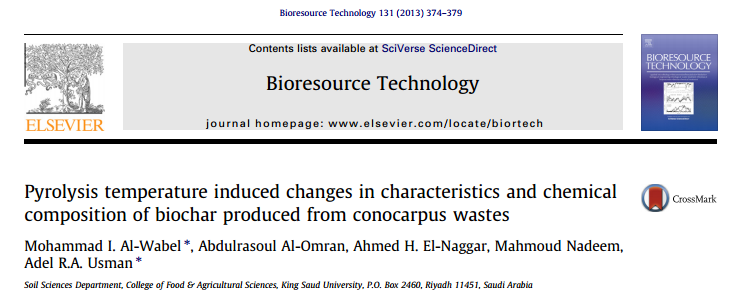 Bioresource Technology 131 (2013) 374–379
Contents lists available at SciVerse ScienceDirect
Bioresource Technology
journal homepage: www.elsevier.com/locate/biortech
ELSEVIER
BIORESOURCE
TECHNOLOGY
Pyrolysis temperature induced changes in characteristics and chemical
composition of biochar produced from conocarpus wastes
CrossMark
Mohammad I. Al-Wabel *, Abdulrasoul Al-Omran, Ahmed H. El-Naggar, Mahmoud Nadeem,
Adel R.A. Usman *
Soil Sciences Department, College of Food & Agricultural Sciences, King Saud University, P.O. Box 2460, Riyadh 11451, Saudi Arabia